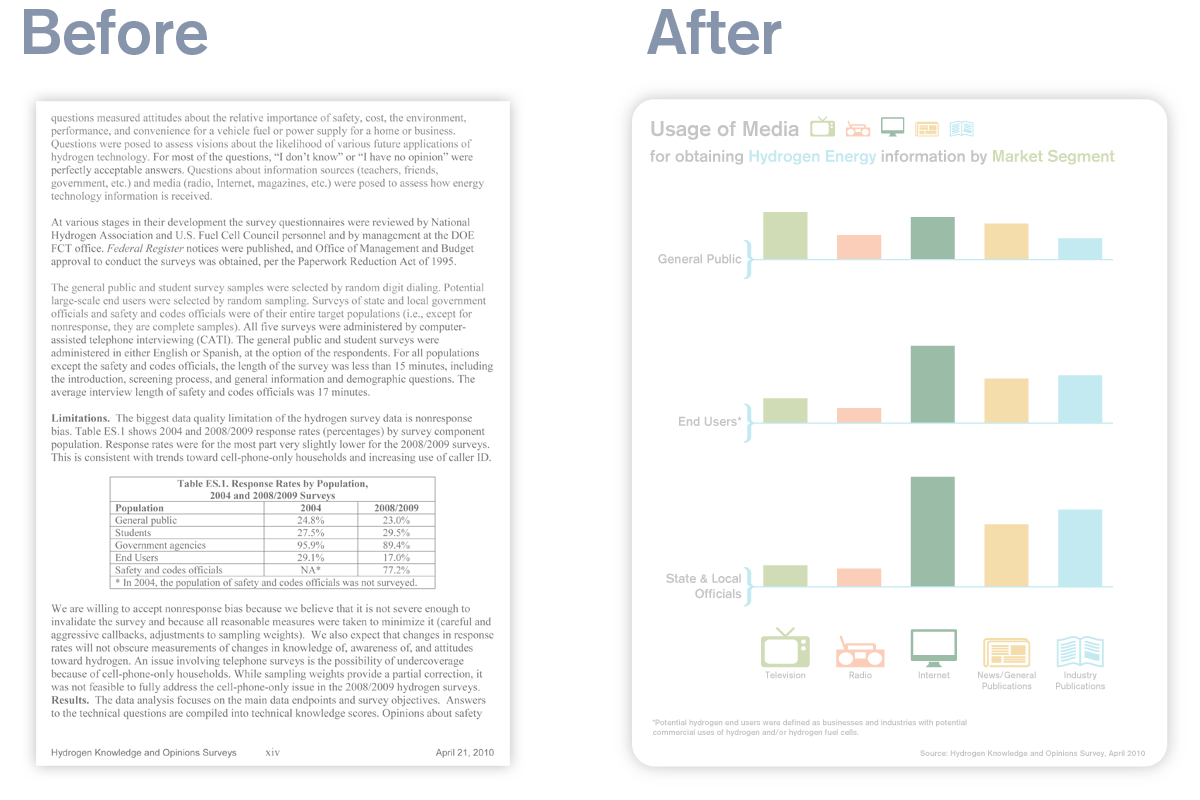 Before
questions measured attitudes about the relative importance of safety, cost, the environment,
performance, and convenience for a vehicle fuel or power supply for a home or business.
Questions were posed to assess visions about the likelihood of various future applications of
hydrogen technology. For most of the questions, “I don’t know” or “I have no opinion” were
perfectly acceptable answers. Questions about information sources (teachers, friends,
government, etc.) and media (radio, Internet, magazines, etc.) were posed to assess how energy
technology information is received.
At various stages in their development the survey questionnaires were reviewed by National
Hydrogen Association and U.S. Fuel Cell Council personnel and by management at the DOE
FCT office. Federal Register notices were published, and Office of Management and Budget
approval to conduct the surveys was obtained, per the Paperwork Reduction Act of 1995.
The general public and student survey samples were selected by random digit dialing. Potential
large-scale end users were selected by random sampling. Surveys of state and local government
officials and safety and codes officials were of their entire target populations (i.e., except for
nonresponse, they are complete samples). All five surveys were administered by computer-
assisted telephone interviewing (CATI). The general public and student surveys were
administered in either English or Spanish, at the option of the respondents. For all populations
except the safety and codes officials, the length of the survey was less than 15 minutes, including
the introduction, screening process, and general information and demographic questions. The
average interview length of safety and codes officials was 17 minutes.
Limitations. The biggest data quality limitation of the hydrogen survey data is nonresponse
bias. Table ES.1 shows 2004 and 2008/2009 response rates (percentages) by survey component
population. Response rates were for the most part very slightly lower for the 2008/2009 surveys.
This is consistent with trends toward cell-phone-only households and increasing use of caller ID.
Table ES.1. Response Rates by Population,
2004 and 2008/2009 Surveys
Population 2004 2008/2009
General public 24.8% 23.0%
Students 27.5% 29.5%
Government agencies 95.9% 89.4%
End Users 29.1% 17.0%
Safety and codes officials NA* 77.2%
* In 2004, the population of safety and codes officials was not surveyed.
We are willing to accept nonresponse bias because we believe that it is not severe enough to
invalidate the survey and because all reasonable measures were taken to minimize it (careful and
aggressive callbacks, adjustments to sampling weights). We also expect that changes in response
rates will not obscure measurements of changes in knowledge of, awareness of, and attitudes
toward hydrogen. An issue involving telephone surveys is the possibility of undercoverage
because of cell-phone-only households. While sampling weights provide a partial correction, it
was not feasible to fully address the cell-phone-only issue in the 2008/2009 hydrogen surveys.
Results. The data analysis focuses on the main data endpoints and survey objectives. Answers
to the technical questions are compiled into technical knowledge scores. Opinions about safety
Hydrogen Knowledge and Opinions Surveys xiv April 21, 2010
After
Usage of Media
for obtaining Hydrogen Energy information by Market Segment
General Public
End Users*
State & Local
Officials
Television Radio Internet News/General Industry
Publications Publications
*Potential hydrogen end users were defined as businesses and industries with potential
commercial uses of hydrogen and/or hydrogen fuel cells.
Source: Hydrogen Knowledge and Opinions Survey, April 2010